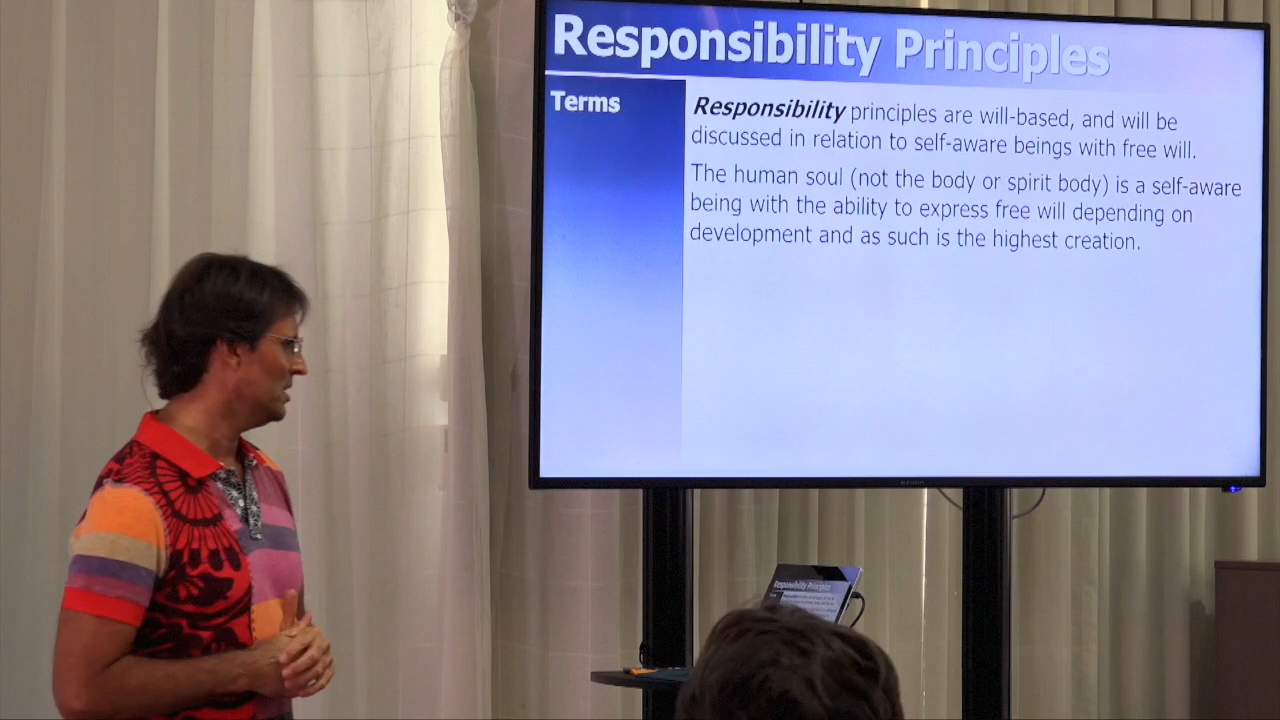 Responsibility Principles
Terms
Responsibility principles are will-based, and will be
discussed in relation to self-aware beings with free will.
The human soul (not the body or spirit body) is a self-aware
being with the ability to express free will depending on
development and as such is the highest creation.
Responsibility Principles